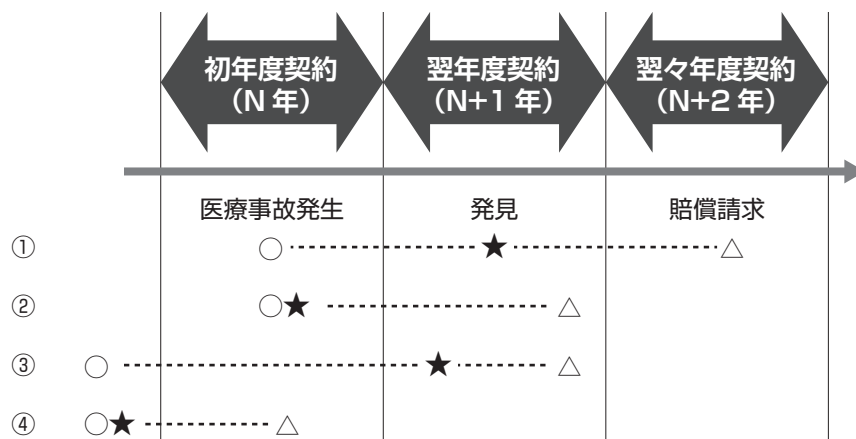 初年度契約
（N 年）
翌年度契約
（N+1 年）
翌々年度契約
（N+2 年）
医療事故発生 発見 賠償請求
①
②
③
④